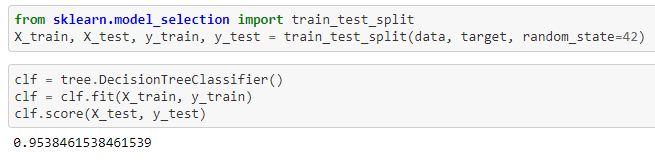 from sklearn.model_selection import train_test_split
X_train, X_test, y_train, y_test = train_test_split(data, target, random_state=42)
clf = tree.DecisionTreeClassifier()
clf = clf.fit(X_train, y_train)
clf.score(X_test, y_test)
0.9538461538461539